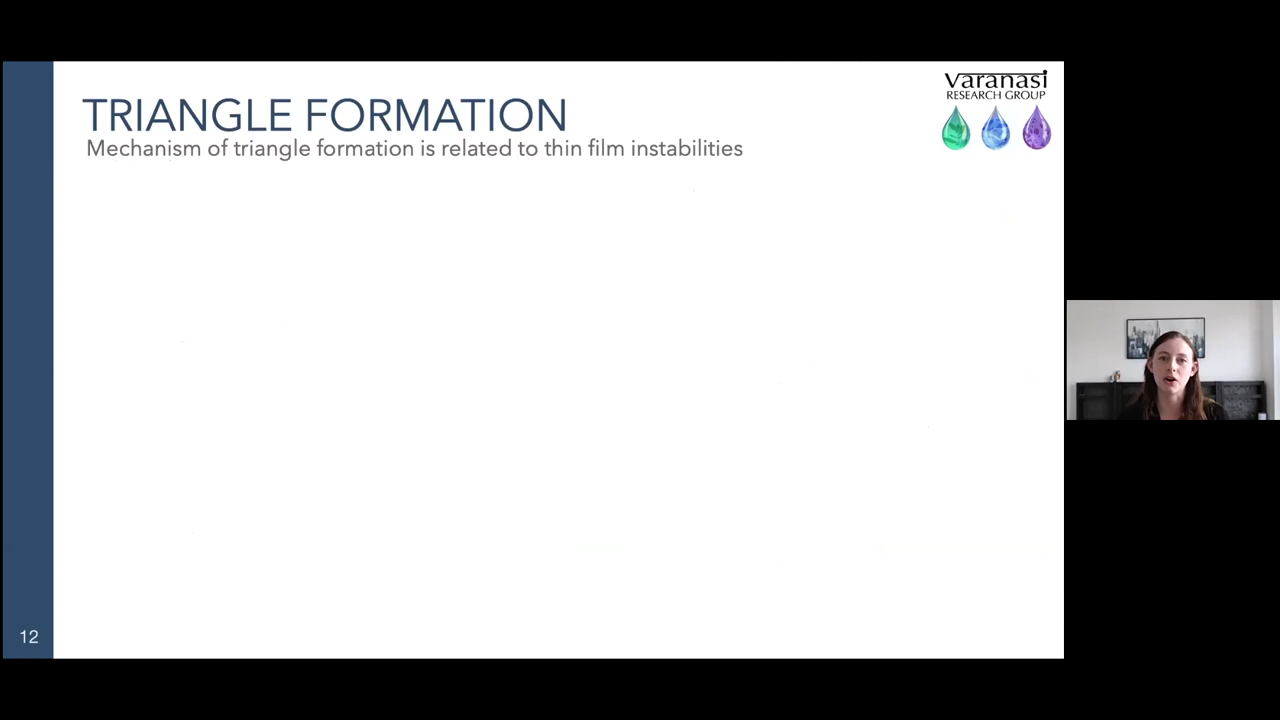 TRIANGLE FORMATION
Mechanism of triangle formation is related to thin film instabilities
varanasi
RESEARCH GROUP
12